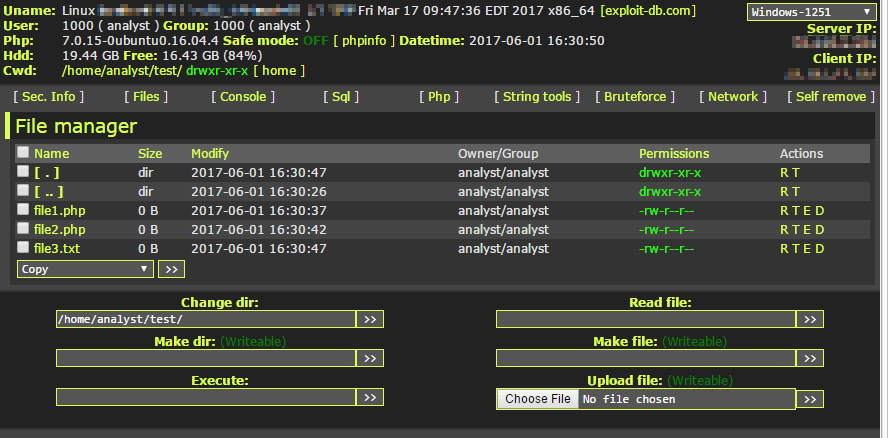 Uname: Linux Fri Mar 17 09:47:36 EDT 2017 x86_64 [exploit-db.com] Windows-1251
User: 1000 ( analyst ) Group: 1000 ( analyst ) Server IP:
Php: 7.0.15-0ubuntu0.16.04.4 Safe mode: OFF [ phpinfo ] Datetime: 2017-06-01 16:30:50
Hdd: 19.44 GB Free: 16.43 GB (84%) Client IP:
Cwd: /home/analyst/test/ drwxr-xr-x [ home ]
[ Sec. Info ] [ Files ] [ Console ] [ Sql ] [ Php ] [ String tools ] [ Bruteforce ] [ Network ] [ Self remove ]
File manager
Name Size Modify Owner/Group Permissions Actions
[ . ] dir 2017-06-01 16:30:47 analyst/analyst drwxr-xr-x R T
[ .. ] dir 2017-06-01 16:30:26 analyst/analyst drwxr-xr-x R T
file1.php 0 B 2017-06-01 16:30:37 analyst/analyst -rw-r--r-- R T E D
file2.php 0 B 2017-06-01 16:30:42 analyst/analyst -rw-r--r-- R T E D
file3.txt 0 B 2017-06-01 16:30:47 analyst/analyst -rw-r--r-- R T E D
Copy >>
Change dir: Read file:
/home/analyst/test/ >> >>
Make dir: (Writeable) Make file: (Writeable)
>> >>
Execute: Upload file: (Writeable)
>> Choose File No file chosen >>